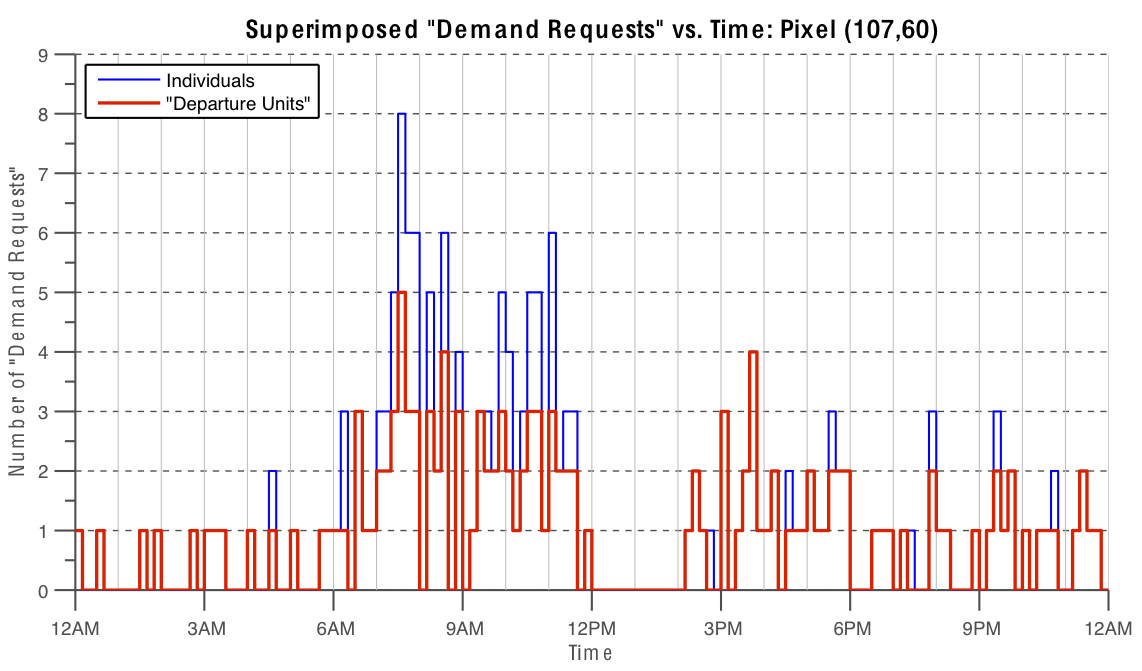 Superimposed "Demand Requests" vs. Time: Pixel (107,60)
Individuals
"Departure Units"
Number of "Demand Requests"
9
8
7
6
5
4
3
2
1
0
12AM 3AM 6AM 9AM 12PM 3PM 6PM 9PM 12AM
Time